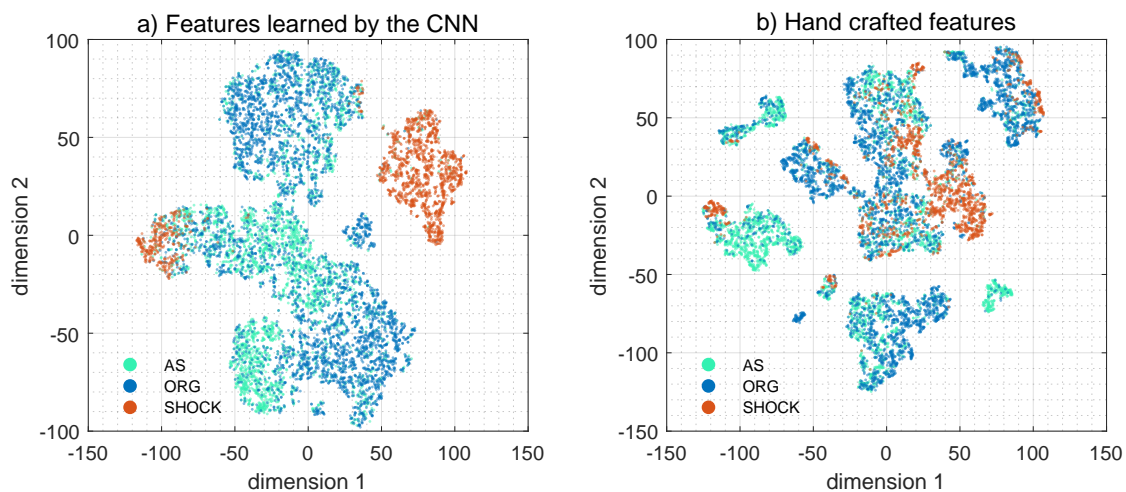 a) Features learned by the CNN
100
50
0
-50
-100
dimension 2
AS
ORG
SHOCK
-150 -100 -50 0 50 100 150
dimension 1
b) Hand crafted features
100
50
0
-50
-100
-150
dimension 2
AS
ORG
SHOCK
-150 -100 -50 0 50 100 150
dimension 1